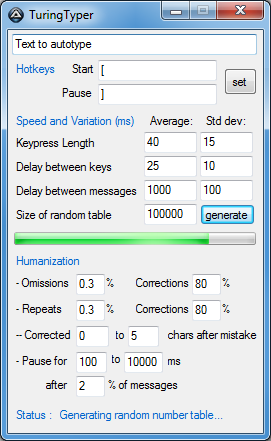 TuringTyper
Text to autotype
Hotkeys Start [
set
Pause ]
Speed and Variation (ms) Average: Std dev:
Keypress Length 40 15
Delay between keys 25 10
Delay between messages 1000 100
Size of random table 100000 generate
Humanization
- Omissions 0.3 % Corrections 80 %
- Repeats 0.3 % Corrections 80 %
-- Corrected 0 to 5 chars after mistake
- Pause for 100 to 10000 ms
after 2 % of messages
Status : Generating random number table...